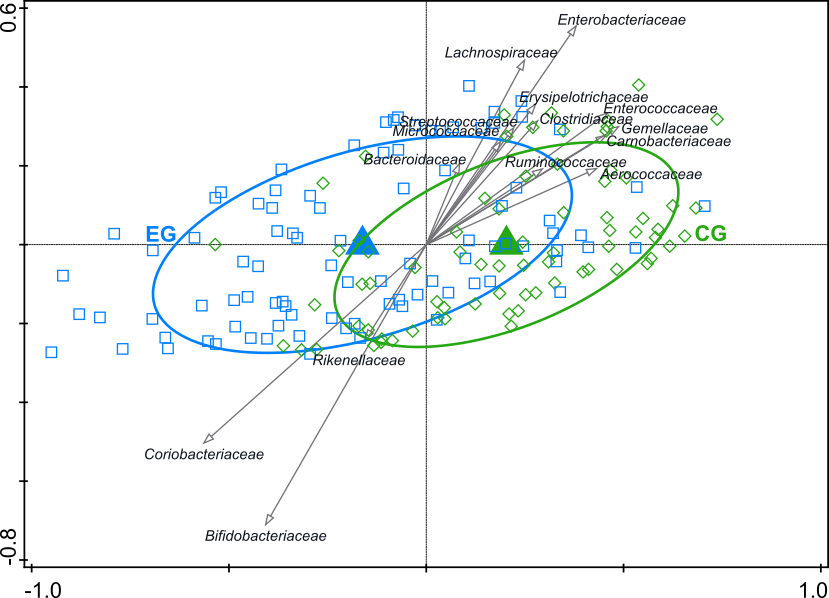 0.6
Enterobacteriaceae
Lachnospiraceae
Erysipelotrichaceae
Enterococcaceae
Streptococcaceae
Clostridiaceae
Micrococcaceae
Gemellaceae
Carnobacteriaceae
Bacteroidaceae
Ruminococcaceae
Aerococcaceae
EG
CG
Rikenellaceae
Coriobacteriaceae
Bifidobacteriaceae
-0.8
-1.0
1.0